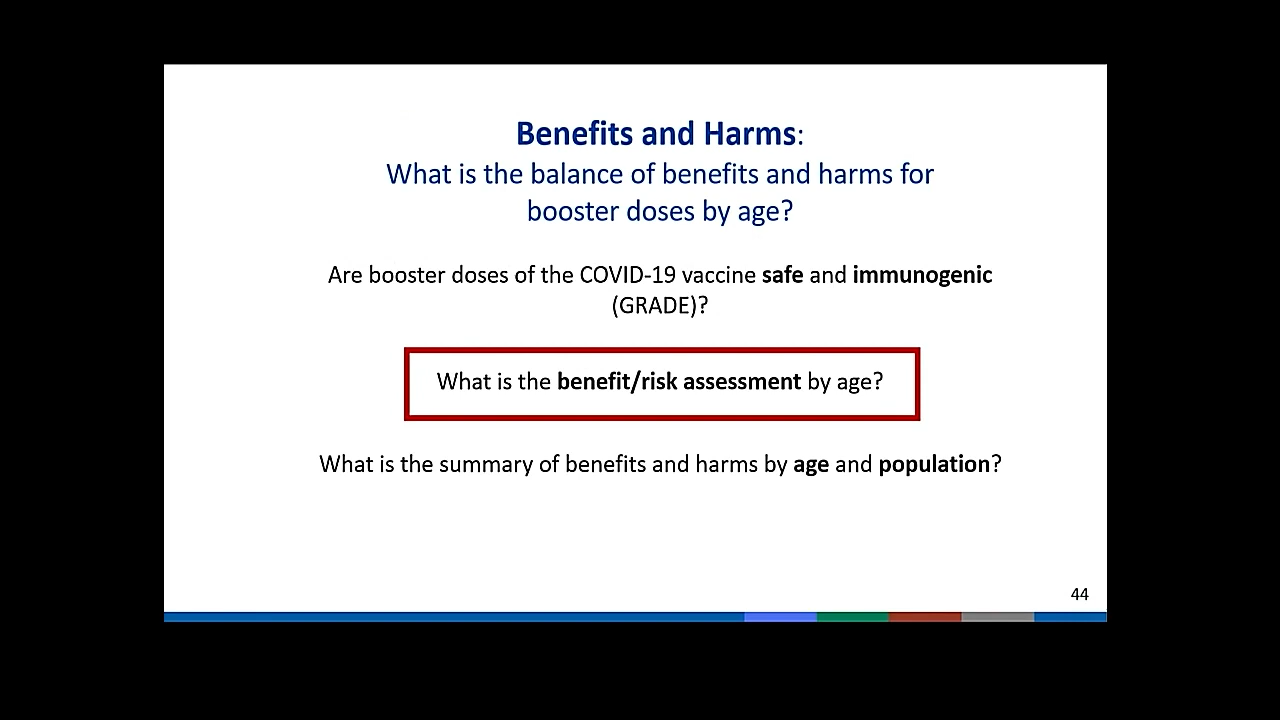 Benefits and Harms:
What is the balance of benefits and harms for
booster doses by age?
Are booster doses of the COVID-19 vaccine safe and immunogenic
(GRADE)?
What is the benefit/risk assessment by age?
What is the summary of benefits and harms by age and population?
44